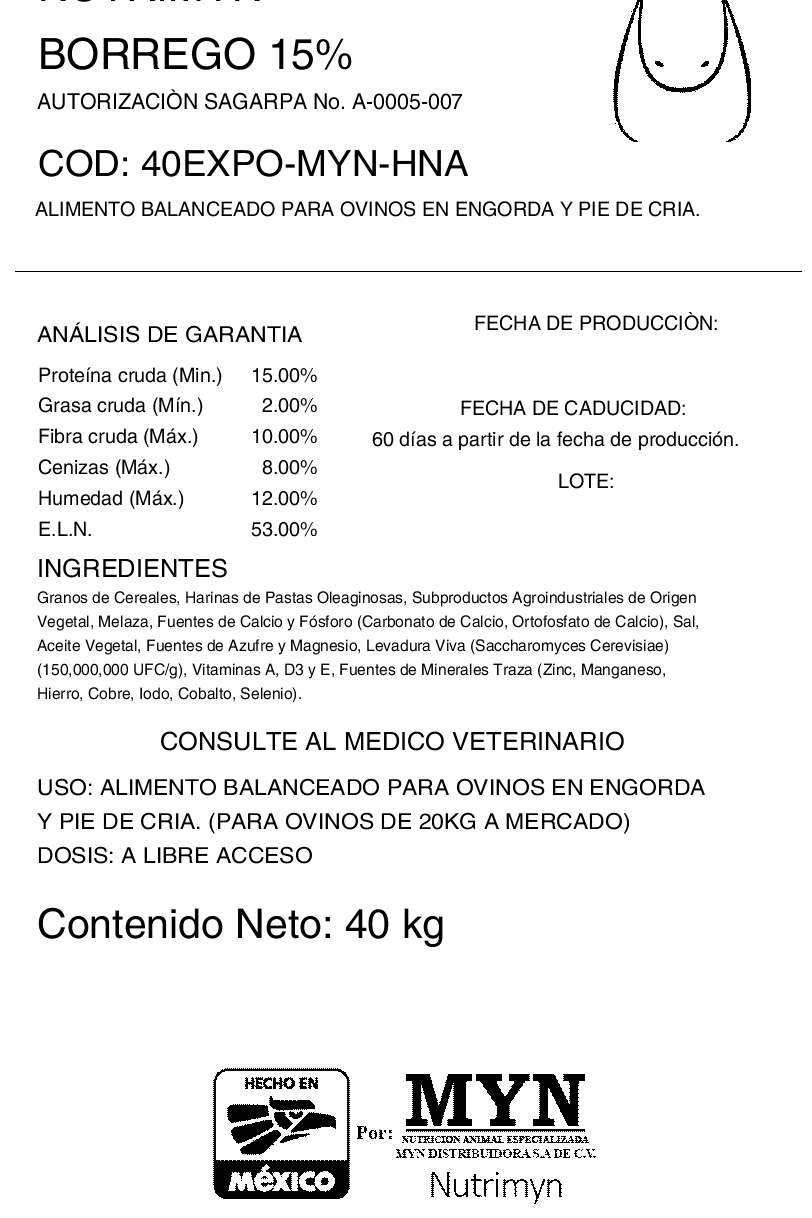 BORREGO 15%
AUTORIZACIÒN SAGARPA No. A-0005-007
COD: 40EXPO-MYN-HNA
ALIMENTO BALANCEADO PARA OVINOS EN ENGORDA Y PIE DE CRIA.
ANÁLISIS DE GARANTIA
Proteína cruda (Min.) 15.00%
Grasa cruda (Mín.) 2.00%
Fibra cruda (Máx.) 10.00%
Cenizas (Máx.) 8.00%
Humedad (Máx.) 12.00%
E.L.N. 53.00%
FECHA DE PRODUCCIÒN:
FECHA DE CADUCIDAD:
60 días a partir de la fecha de producción.
LOTE:
INGREDIENTES
Granos de Cereales, Harinas de Pastas Oleaginosas, Subproductos Agroindustriales de Origen
Vegetal, Melaza, Fuentes de Calcio y Fósforo (Carbonato de Calcio, Ortofosfato de Calcio), Sal,
Aceite Vegetal, Fuentes de Azufre y Magnesio, Levadura Viva (Saccharomyces Cerevisiae)
(150,000,000 UFC/g), Vitaminas A, D3 y E, Fuentes de Minerales Traza (Zinc, Manganeso,
Hierro, Cobre, Iodo, Cobalto, Selenio).
CONSULTE AL MEDICO VETERINARIO
USO: ALIMENTO BALANCEADO PARA OVINOS EN ENGORDA
Y PIE DE CRIA. (PARA OVINOS DE 20KG A MERCADO)
DOSIS: A LIBRE ACCESO
Contenido Neto: 40 kg
HECHO EN
MéXICO
Por:
MYN
NUTRICION ANIMAL ESPECIALIZADA
MYN DISTRIBUIDORA S.A DE C.V.
Nutrimyn